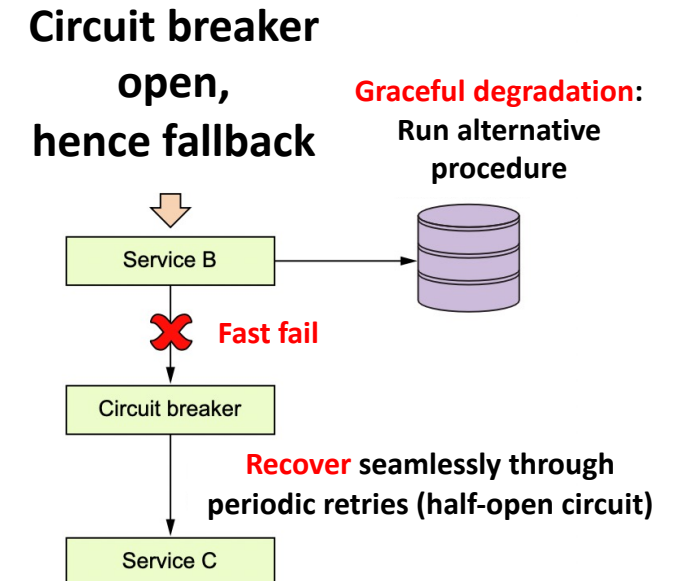 Circuit breaker
open,
hence fallback
Graceful degradation:
Run alternative
procedure
Service B
Fast fail
Circuit breaker
Recover seamlessly through
periodic retries (half-open circuit)
Service C